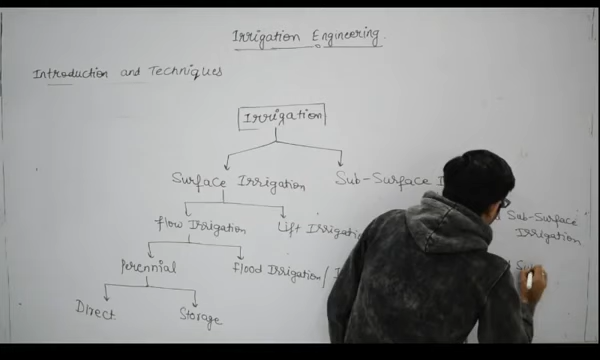 Irrigation Engineering.
Introduction and Techniques
Irrigation
Surface Irrigation
Sub-Surface
Flow Irrigation
Lift Irrigation
Sub-Surface
Irrigation
Perennial
Flood Irrigation/
Direct
Storage